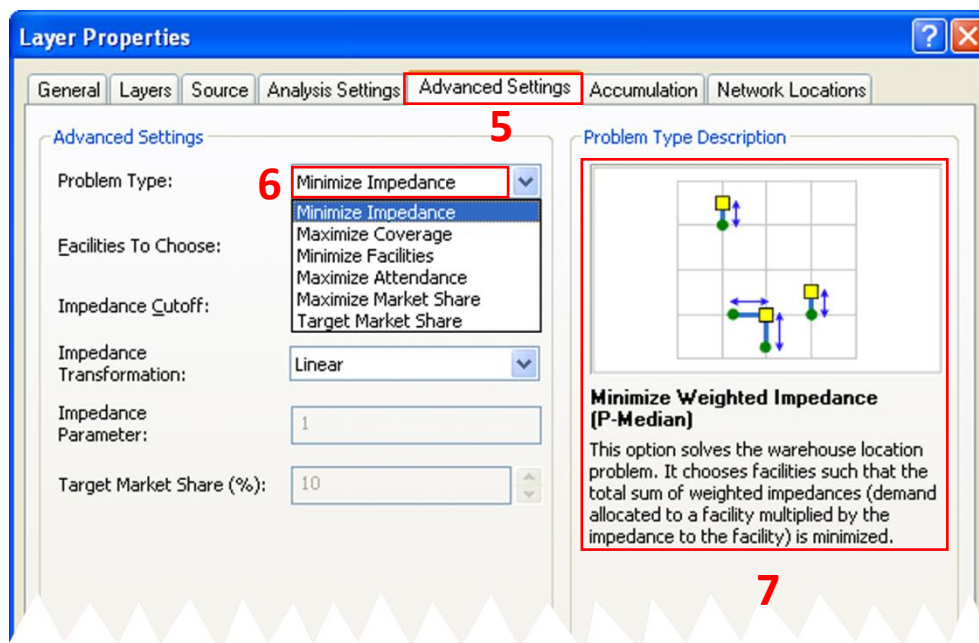 Layer Properties
General Layers Source Analysis Settings Advanced Settings Accumulation Network Locations
5
Advanced Settings
Problem Type:
6
Minimize Impedance
Minimize Impedance
Maximize Coverage
Minimize Facilities
Maximize Attendance
Maximize Market Share
Target Market Share
Facilities To Choose:
Impedance Cutoff:
Impedance
Transformation:
Linear
Impedance
Parameter:
1
Target Market Share (%):
10
Problem Type Description
Minimize Weighted Impedance
(P-Median)
This option solves the warehouse location
problem. It chooses facilities such that the
total sum of weighted impedances (demand
allocated to a facility multiplied by the
impedance to the facility) is minimized.
7